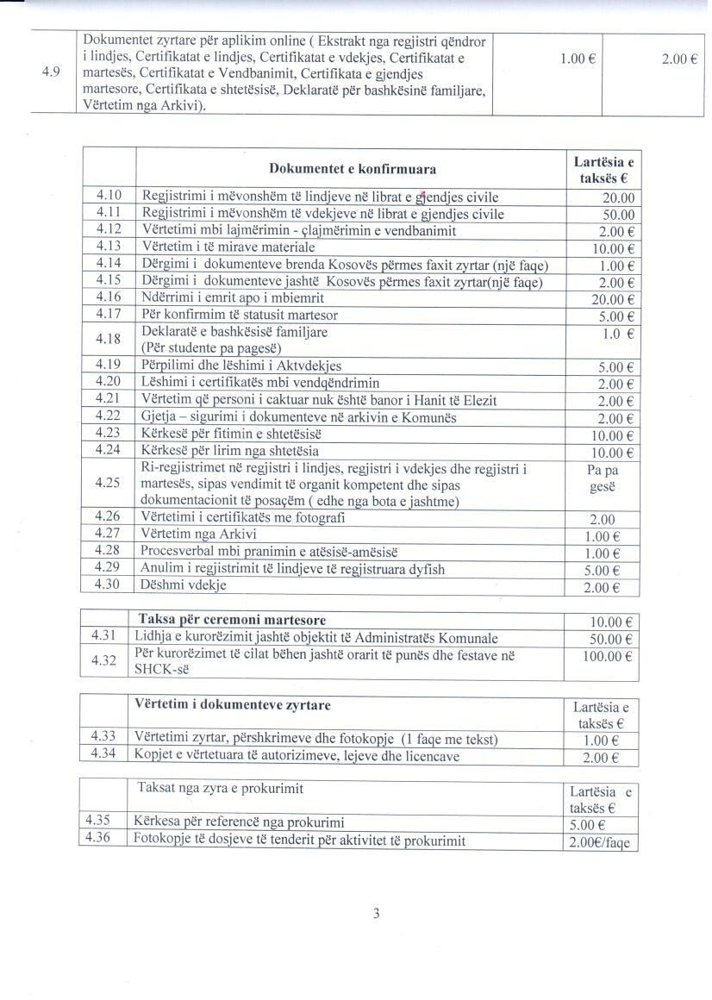 Dokumentet zyrtare për aplikim online ( Ekstrakt nga regjistri qëndror
i lindjes, Certifikatat e lindjes, Certifikatat e vdekjes, Certifikatat e
4.9 martesës, Certifikatat e Vendbanimit, Certifikata e gjendjes 1.00 € 2.00 €
martesore, Certifikata e shtetësisë, Deklaratë për bashkësinë familjare,
Vërtetim nga Arkivi).
Dokumentet e konfirmuara Lartësia e
taksës €
4.10 Regjistrimi i mëvonshëm të lindjeve në librat e gjendjes civile 20.00
4.11 Regjistrimi i mëvonshëm të vdekjeve në librat e gjendjes civile 50.00
4.12 Vërtetimi mbi lajmërimin - çlajmërimin e vendbanimit 2.00 €
4.13 Vërtetim i të mirave materiale 10.00 €
4.14 Dërgimi i dokumenteve brenda Kosovës përmes faxit zyrtar (një faqe) 1.00 €
4.15 Dërgimi i dokumenteve jashtë Kosovës përmes faxit zyrtar(një faqe) 2.00 €
4.16 Ndërrimi i emrit apo i mbiemrit 20.00 €
4.17 Për konfirmim të statusit martesor 5.00 €
4.18 Deklaratë e bashkësisë familjare 1.0 €
(Për studente pa pagesë)
4.19 Përpilimi dhe lëshimi i Aktvdekjes 5.00 €
4.20 Lëshimi i certifikatës mbi vendqëndrimin 2.00 €
4.21 Vërtetim që personi i caktuar nuk është banor i Hanit të Elezit 2.00 €
4.22 Gjetja – sigurimi i dokumenteve në arkivin e Komunës 2.00 €
4.23 Kërkesë për fitimin e shtetësisë 10.00 €
4.24 Kërkesë për lirim nga shtetësia 10.00 €
Ri-regjistrimet në regjistri i lindjes, regjistri i vdekjes dhe regjistri i Pa pa
4.25 martesës, sipas vendimit të organit kompetent dhe sipas gesë
dokumentacionit të posaçëm ( edhe nga bota e jashtme)
4.26 Vërtetimi i certifikatës me fotografi 2.00
4.27 Vërtetim nga Arkivi 1.00 €
4.28 Procesverbal mbi pranimin e atësisë-amësisë 1.00 €
4.29 Anulim i regjistrimit të lindjeve të regjistruara dyfish 5.00 €
4.30 Dëshmi vdekje 2.00 €
Taksa për ceremoni martesore 10.00 €
4.31 Lidhja e kurorëzimit jashtë objektit të Administratës Komunale 50.00 €
4.32 Për kurorëzimet të cilat bëhen jashtë orarit të punës dhe festave në 100.00 €
SHCK-së
Vërtetim i dokumenteve zyrtare Lartësia e
taksës €
4.33 Vërtetimi zyrtar, përshkrimeve dhe fotokopje (1 faqe me tekst) 1.00 €
4.34 Kopjet e vërtetuara të autorizimeve, lejeve dhe licencave 2.00 €
Taksat nga zyra e prokurimit Lartësia e
taksës €
4.35 Kërkesa për referencë nga prokurimi 5.00 €
4.36 Fotokopje të dosjeve të tenderit për aktivitet të prokurimit 2.00€/faqe
3